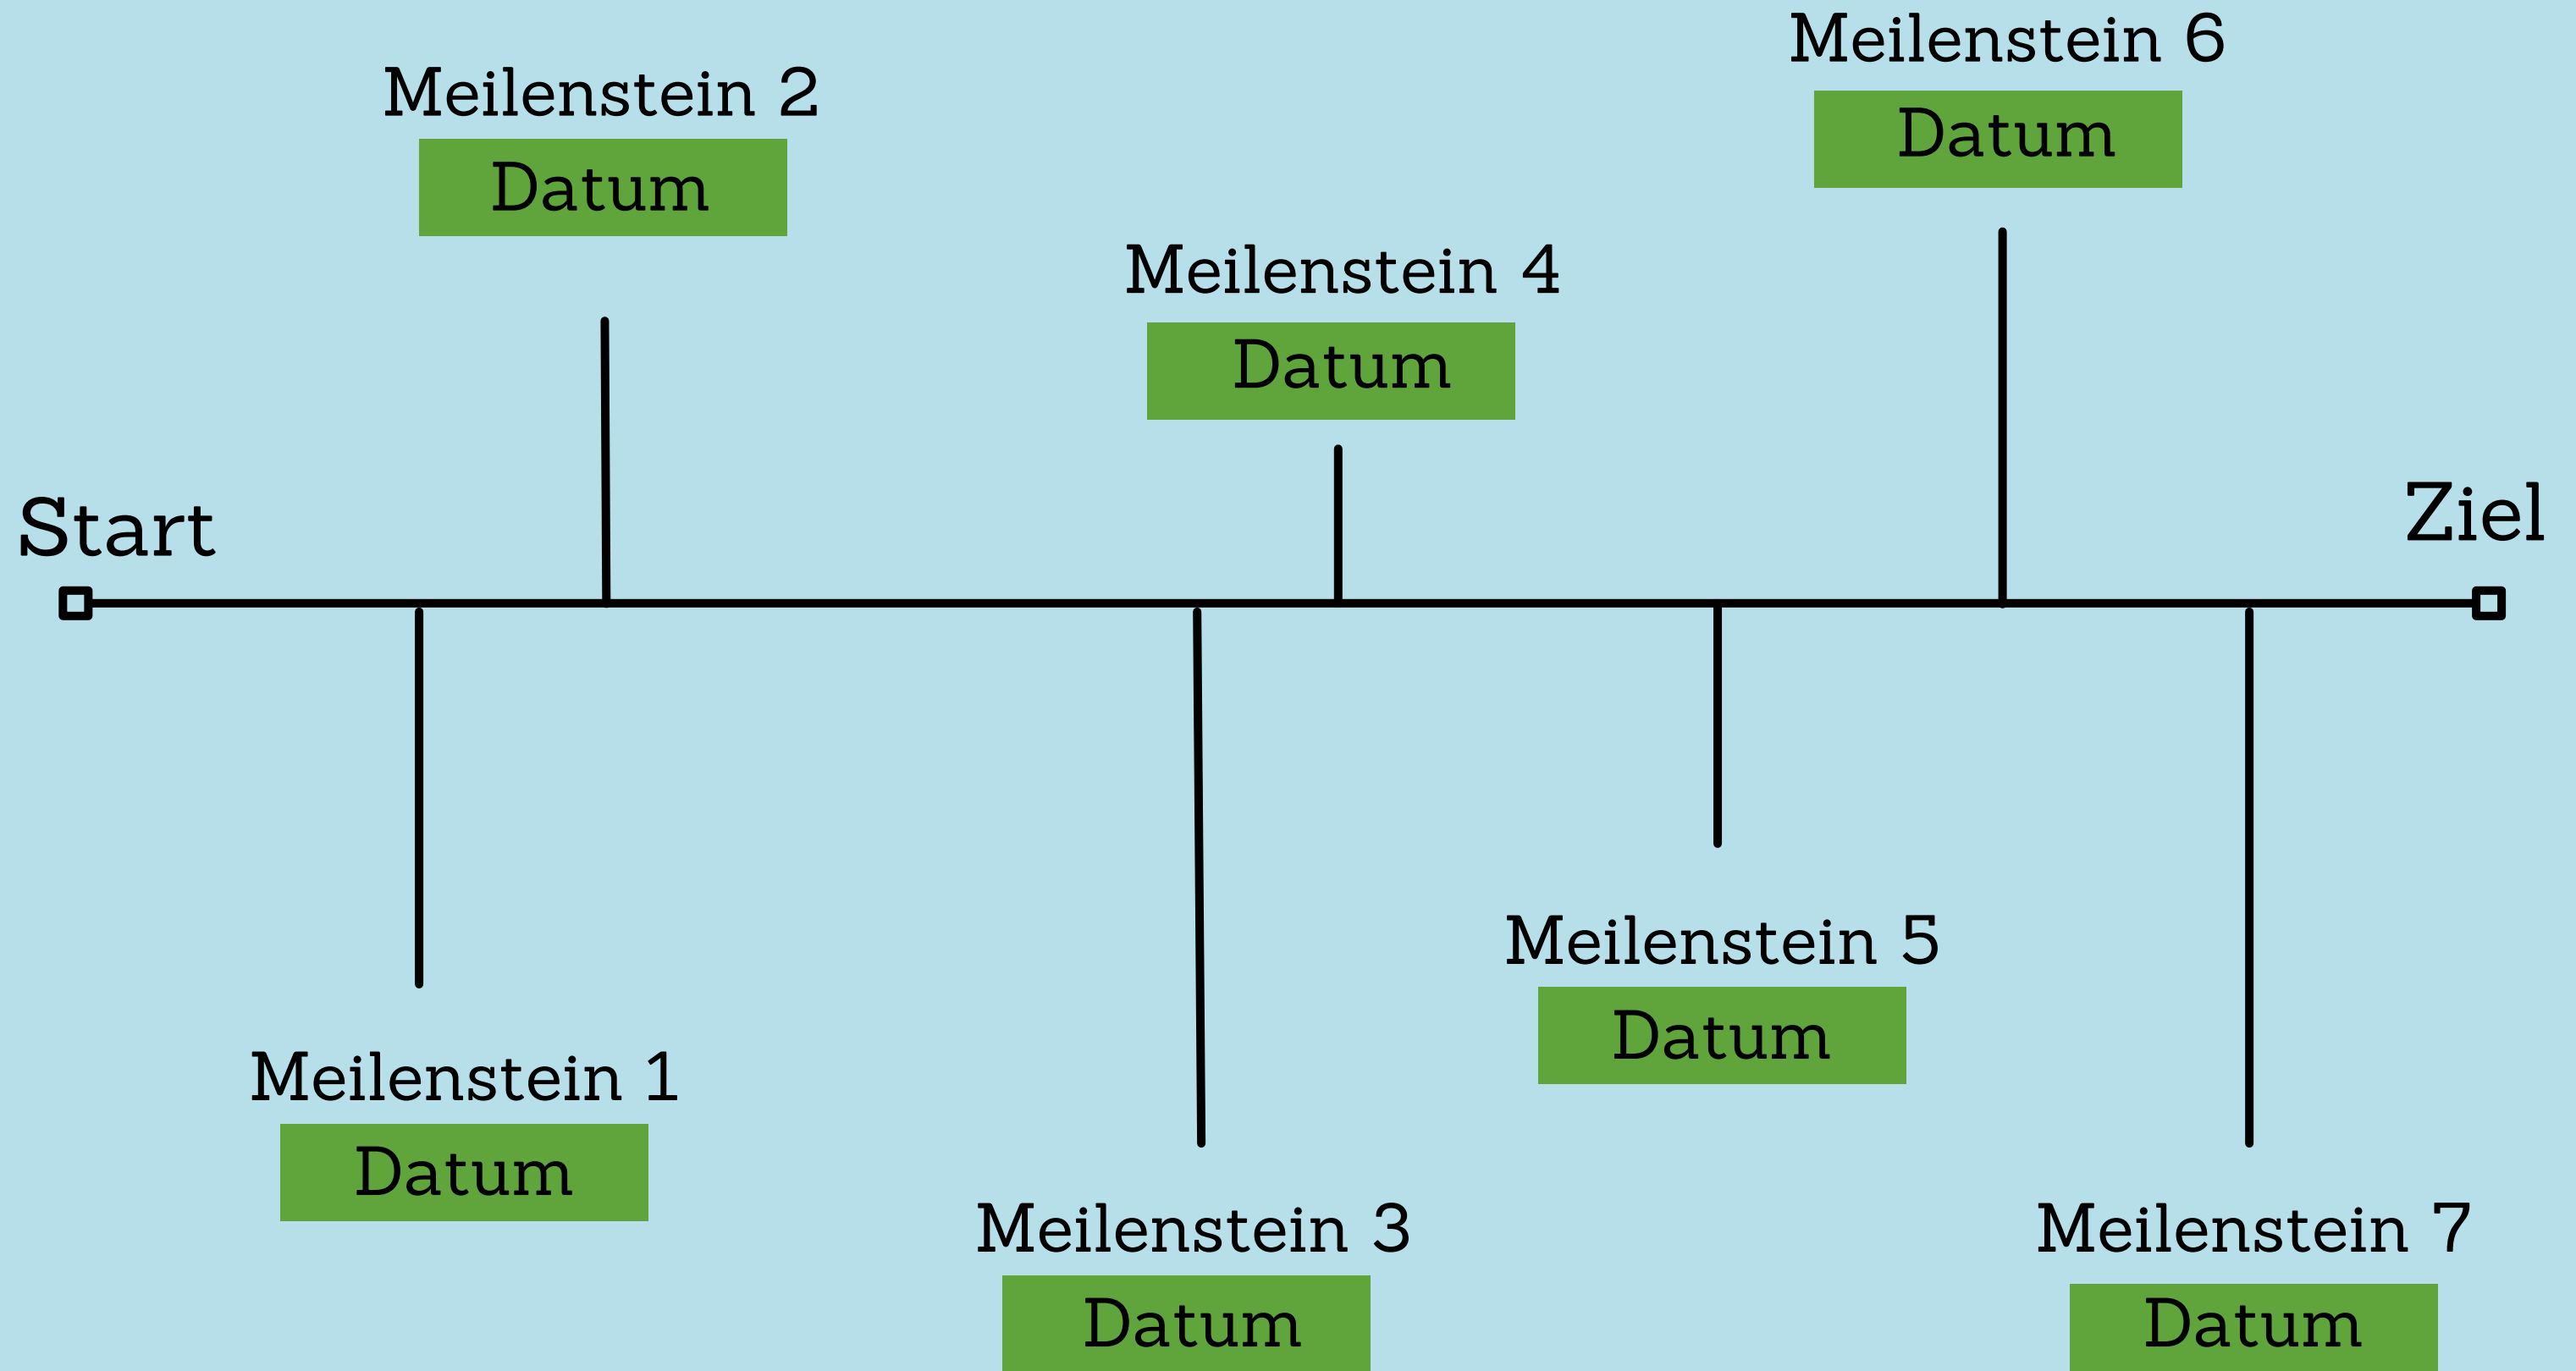 Meilenstein 6
Datum
Meilenstein 2
Datum
Meilenstein 4
Datum
Start
Ziel
Meilenstein 5
Datum
Meilenstein 1
Datum
Meilenstein 3
Datum
Meilenstein 7
Datum